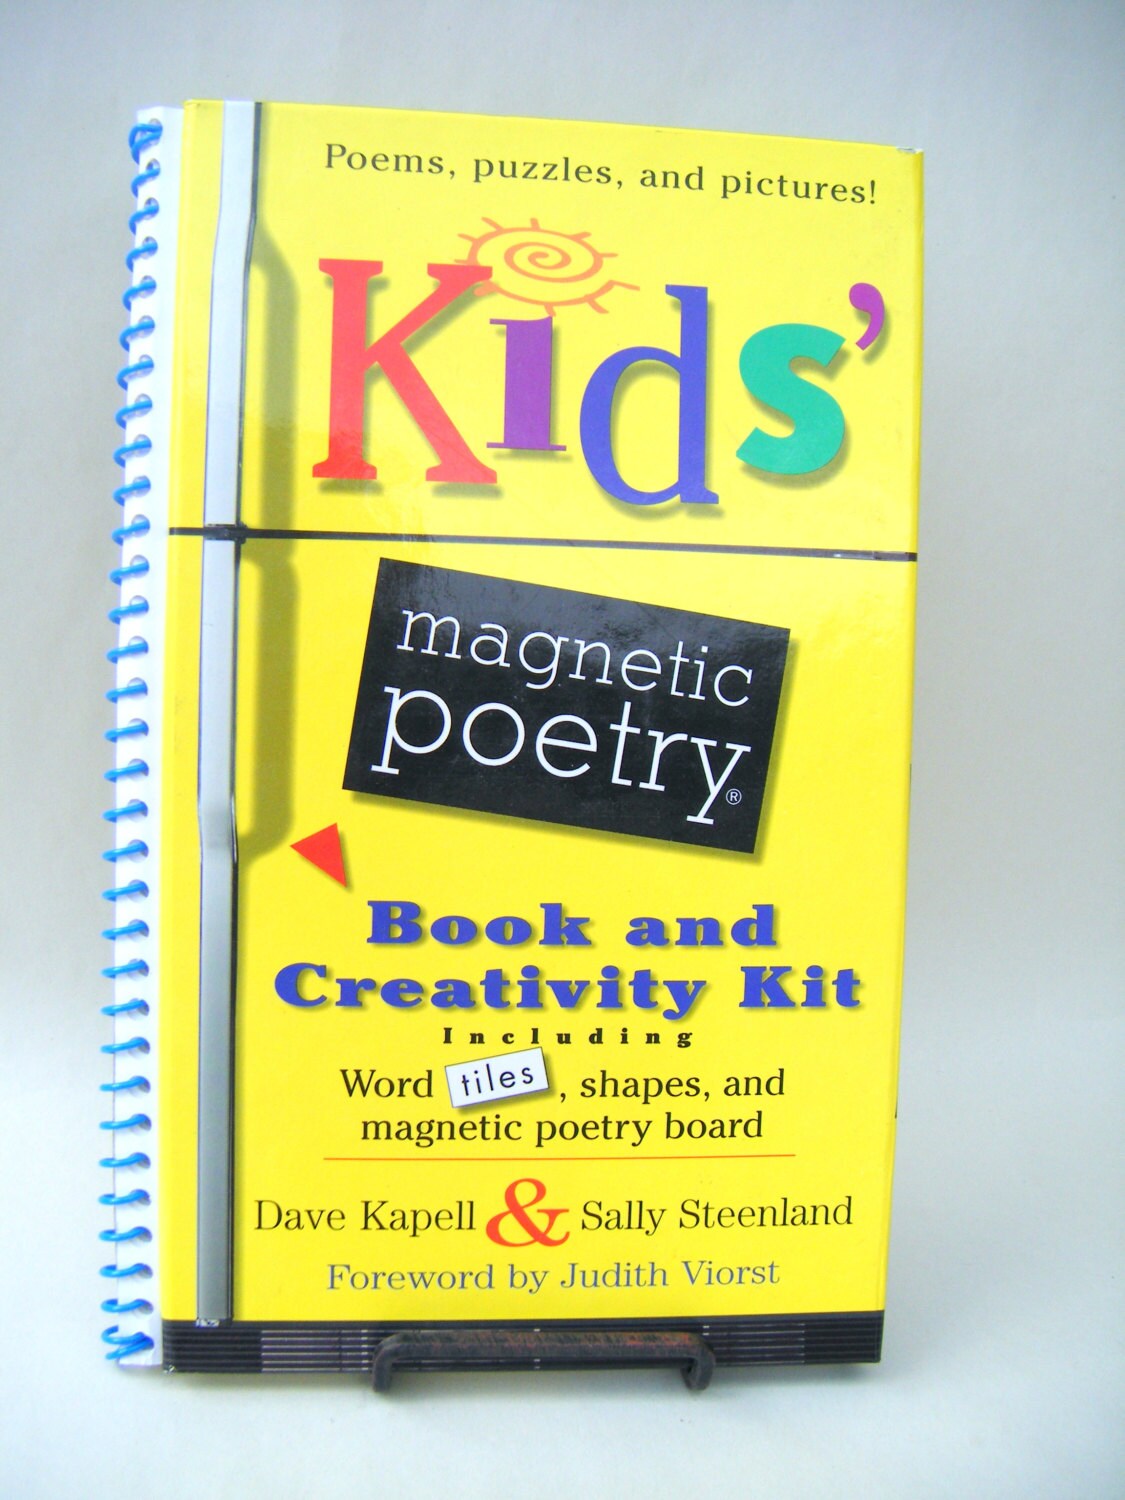 Poems, puzzles, and pictures!
Kids'
magnetic
poetry®
Book and
Creativity Kit
Including
Word tiles, shapes, and
magnetic poetry board
Dave Kapell & Sally Steenland
Foreword by Judith Viorst